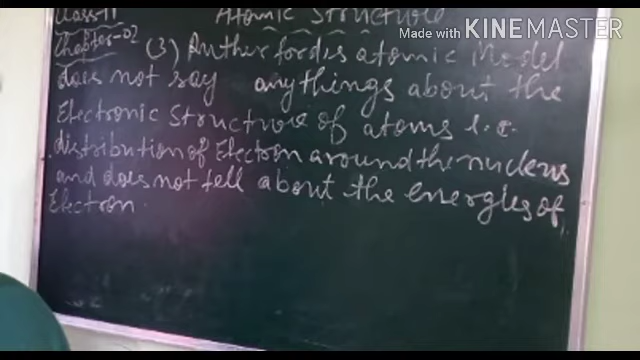 Class-11 Atomic Structure
Made with KINEMASTER
Chapter-02 (3) Rutherfordis atomic Model
does not say anythings about the
Electronic Structure of atoms i.e.
distribution of Electron around the nucleus
and does not tell about the energies of
Electron.